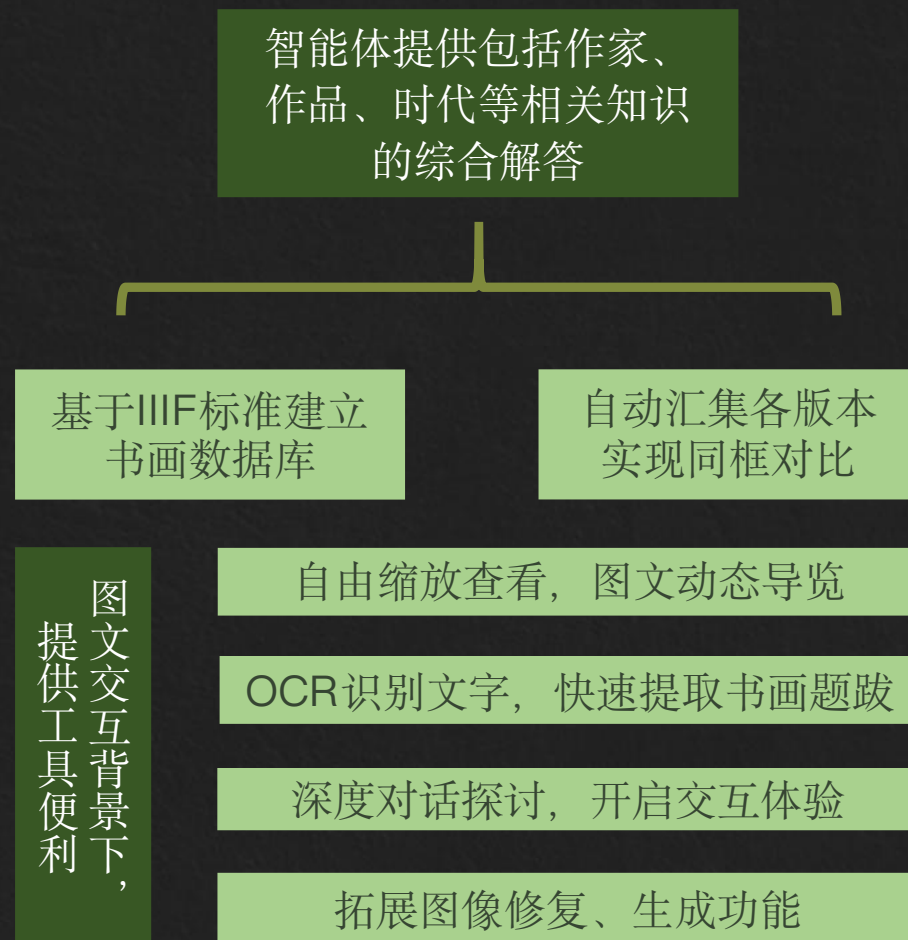 智能体提供包括作家、
作品、时代等相关知识
的综合解答
基于IIIF标准建立
书画数据库
自动汇集各版本
实现同框对比
图文交互背景下，
提供工具便利
自由缩放查看，图文动态导览
OCR识别文字，快速提取书画题跋
深度对话探讨，开启交互体验
拓展图像修复、生成功能